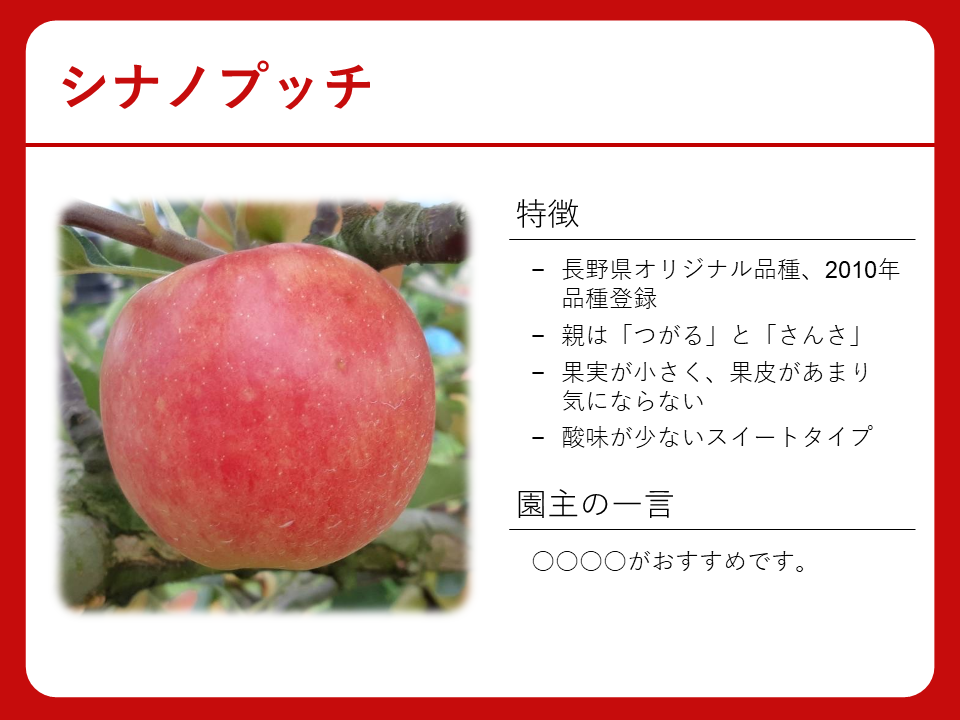 シナノプッチ
特徴
– 長野県オリジナル品種、2010年
品種登録
– 親は「つがる」と「さんさ」
– 果実が小さく、果皮があまり
気にならない
– 酸味が少ないスイートタイプ
園主の一言
〇〇〇〇がおすすめです。